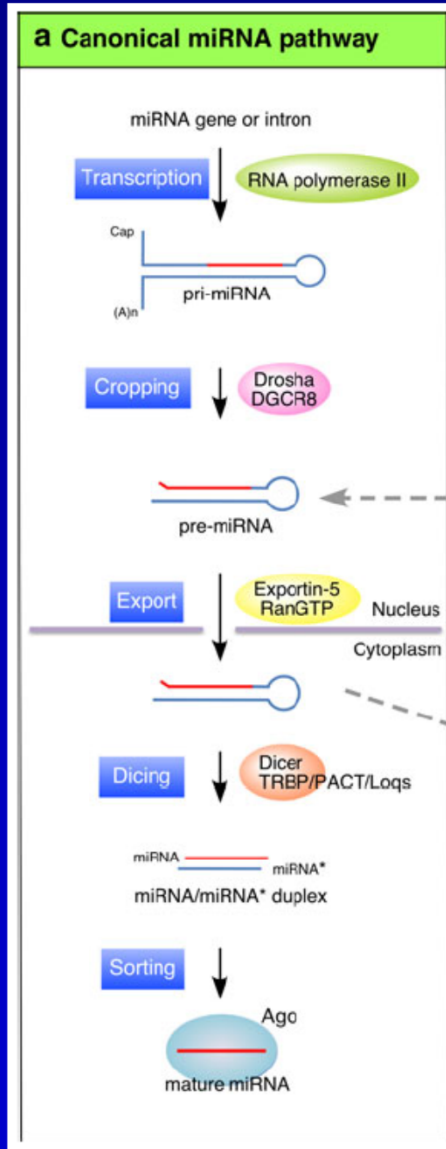 a Canonical miRNA pathway
miRNA gene or intron
Transcription
RNA polymerase II
Cap
pri-miRNA
(A)n
Cropping
Drosha
DGCR8
pre-miRNA
Export
Exportin-5
RanGTP
Nucleus
Cytoplasm
Dicing
Dicer
TRBP/PACT/Loqs
miRNA
miRNA*
miRNA/miRNA* duplex
Sorting
Ago
mature miRNA